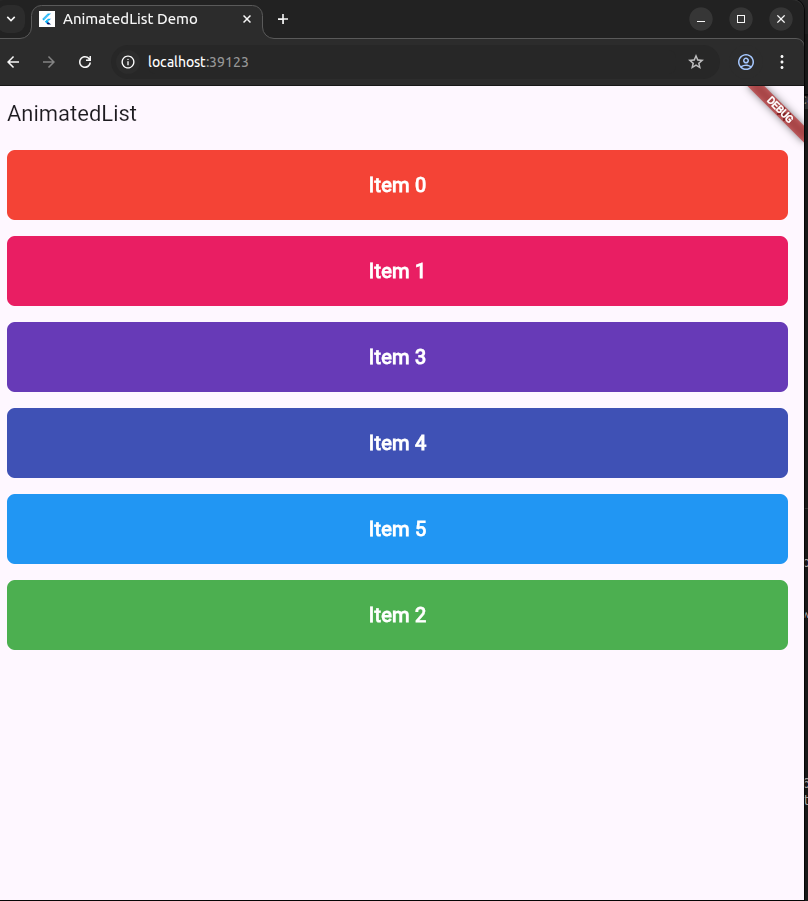 AnimatedList Demo
localhost:39123
AnimatedList
DEBUG
Item 0
Item 1
Item 3
Item 4
Item 5
Item 2